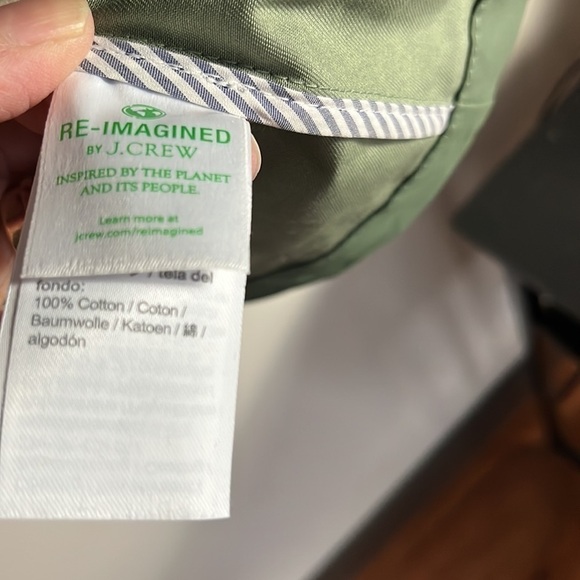 RE-IMAGINED
BY J.CREW
INSPIRED BY THE PLANET
AND ITS PEOPLE.
Learn more at
jcrew.com/reimagined
/ tela del
fondo:
100% Cotton / Coton /
Baumwolle / Katoen / 綿 /
algodón